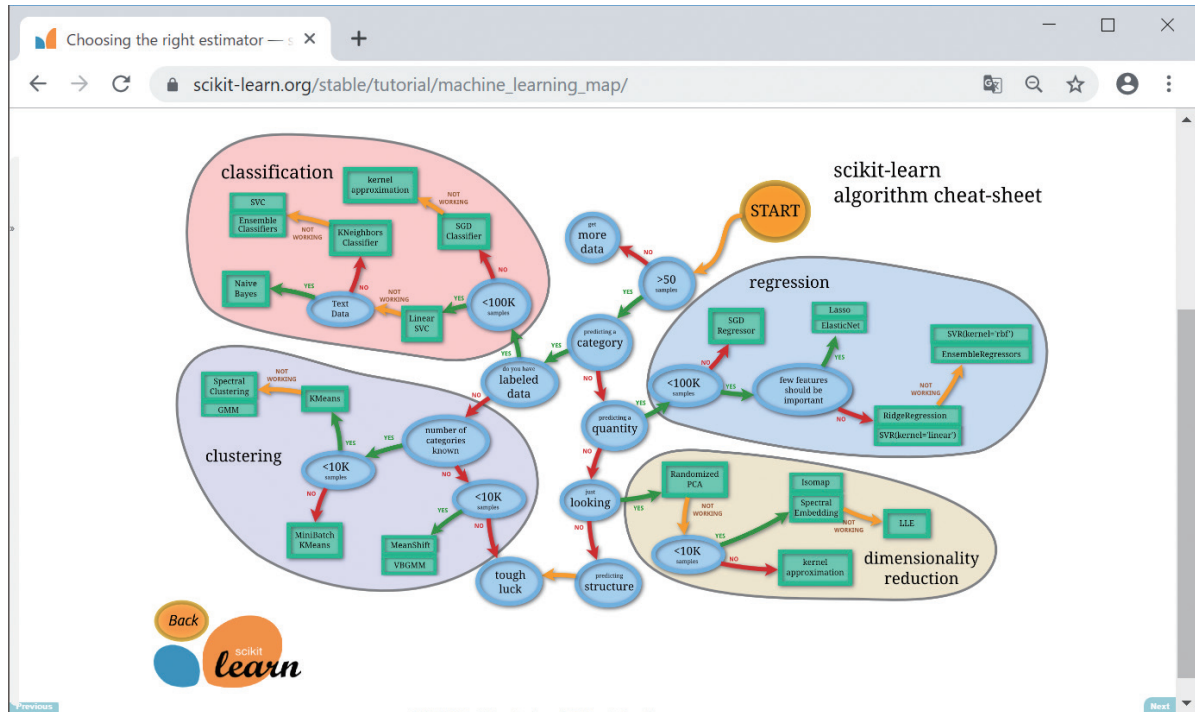 Choosing the right estimator — s
scikit-learn.org/stable/tutorial/machine_learning_map/
scikit-learn
algorithm cheat-sheet
START
>50
samples
NO
get
more
data
YES
predicting a
category
YES
NO
do you have
labeled
data
YES
NO
classification
<100K
samples
NO
YES
SGD
Classifier
NOT
WORKING
kernel
approximation
Linear
SVC
NOT
WORKING
Text
Data
YES
NO
Naive
Bayes
KNeighbors
Classifier
NOT
WORKING
SVC
Ensemble
Classifiers
clustering
number of
categories
known
YES
NO
<10K
samples
YES
NO
KMeans
NOT
WORKING
Spectral
Clustering
GMM
MiniBatch
KMeans
<10K
samples
YES
NO
MeanShift
VBGMM
tough
luck
predicting a
quantity
YES
NO
regression
<100K
samples
NO
YES
SGD
Regressor
few features
should be
important
YES
NO
Lasso
ElasticNet
RidgeRegression
SVR(kernel='linear')
NOT
WORKING
SVR(kernel='rbf')
EnsembleRegressors
just
looking
YES
NO
predicting
structure
dimensionality
reduction
Randomized
PCA
NOT
WORKING
<10K
samples
YES
NO
Isomap
Spectral
Embedding
NOT
WORKING
LLE
kernel
approximation
Back
scikit
learn
Previous
Next